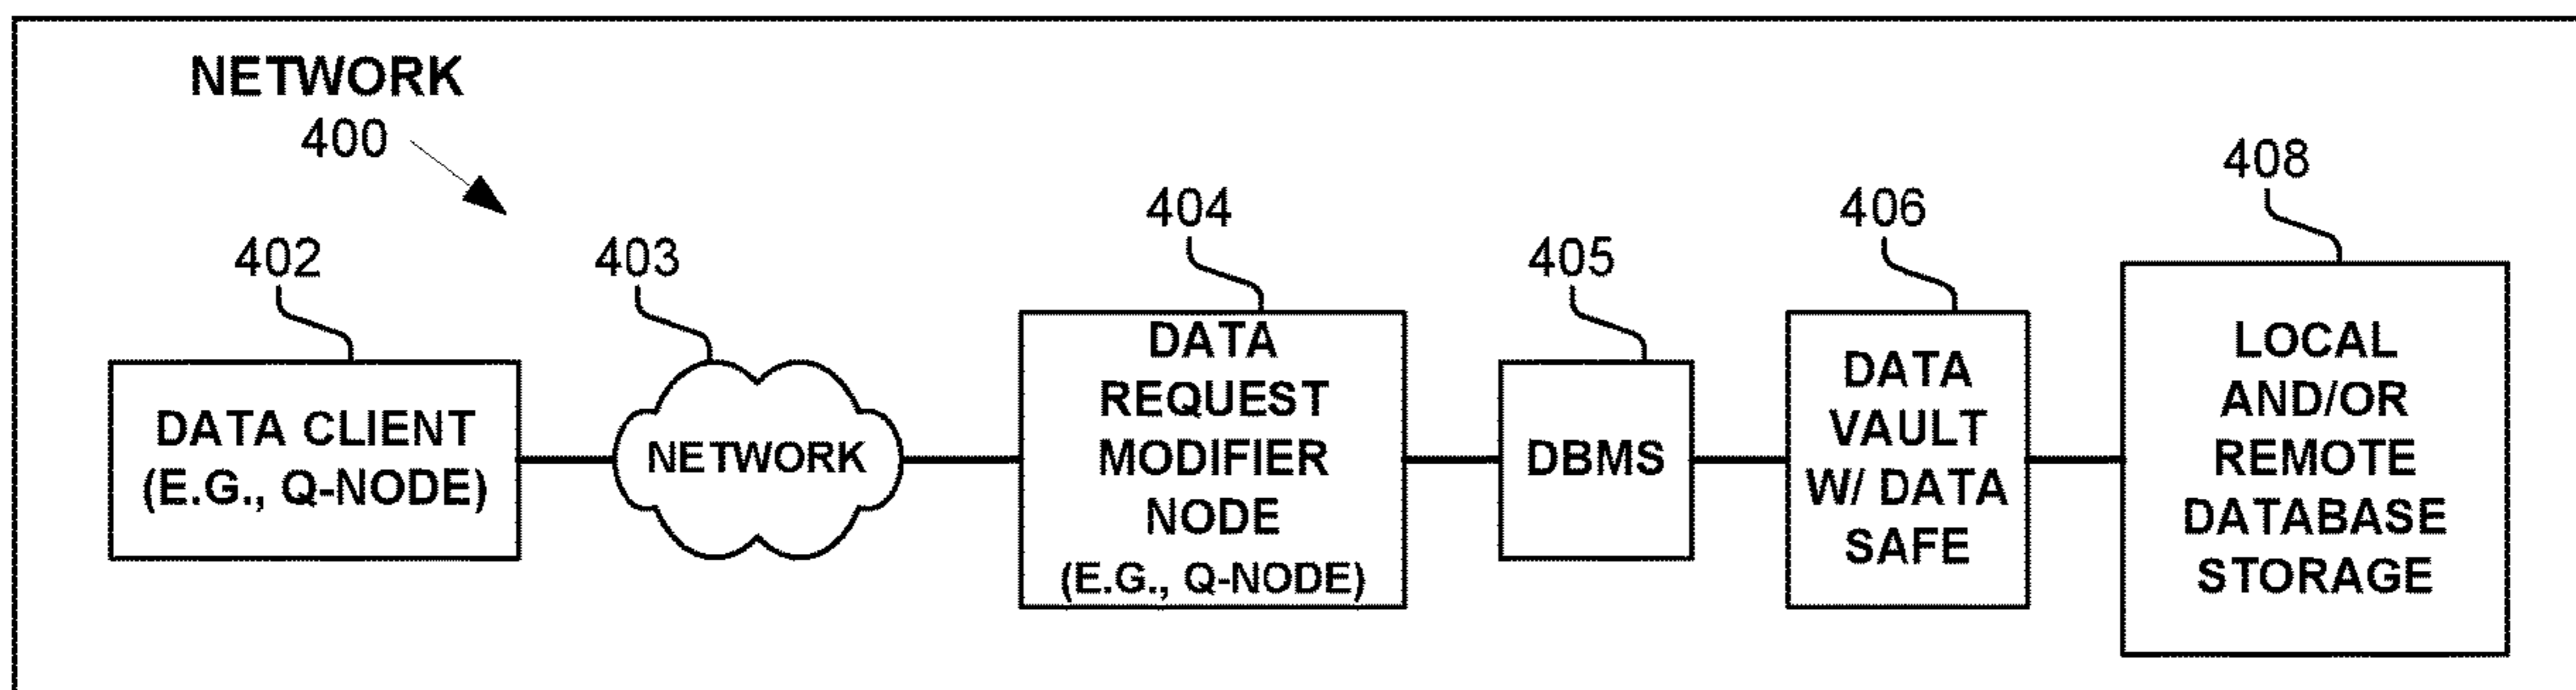 NETWORK
400
402
DATA CLIENT
(E.G., Q-NODE)
403
NETWORK
404
DATA
REQUEST
MODIFIER
NODE
(E.G., Q-NODE)
405
DBMS
406
DATA
VAULT
W/ DATA
SAFE
408
LOCAL
AND/OR
REMOTE
DATABASE
STORAGE